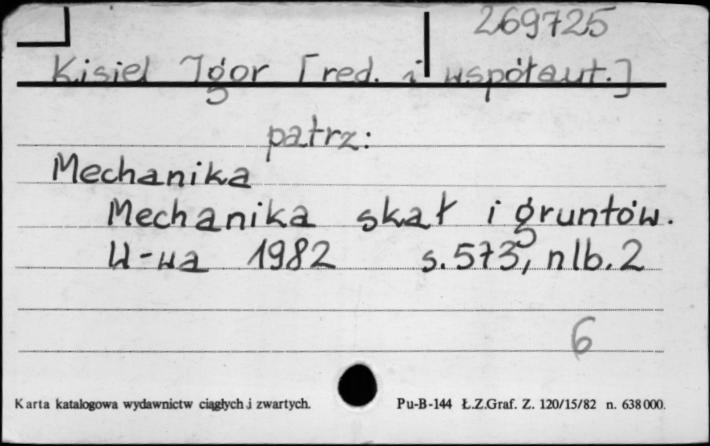 269725
Kisiel Igor [red. i współaut.]
patrz:
Mechanika
Mechanika skał i gruntów.
W-wa 1982 s. 573, nlb. 2
6
Karta katalogowa wydawnictw ciągłych i zwartych. Pu-B-144 Ł.Z.Graf. Z. 120/15/82 n. 638000.